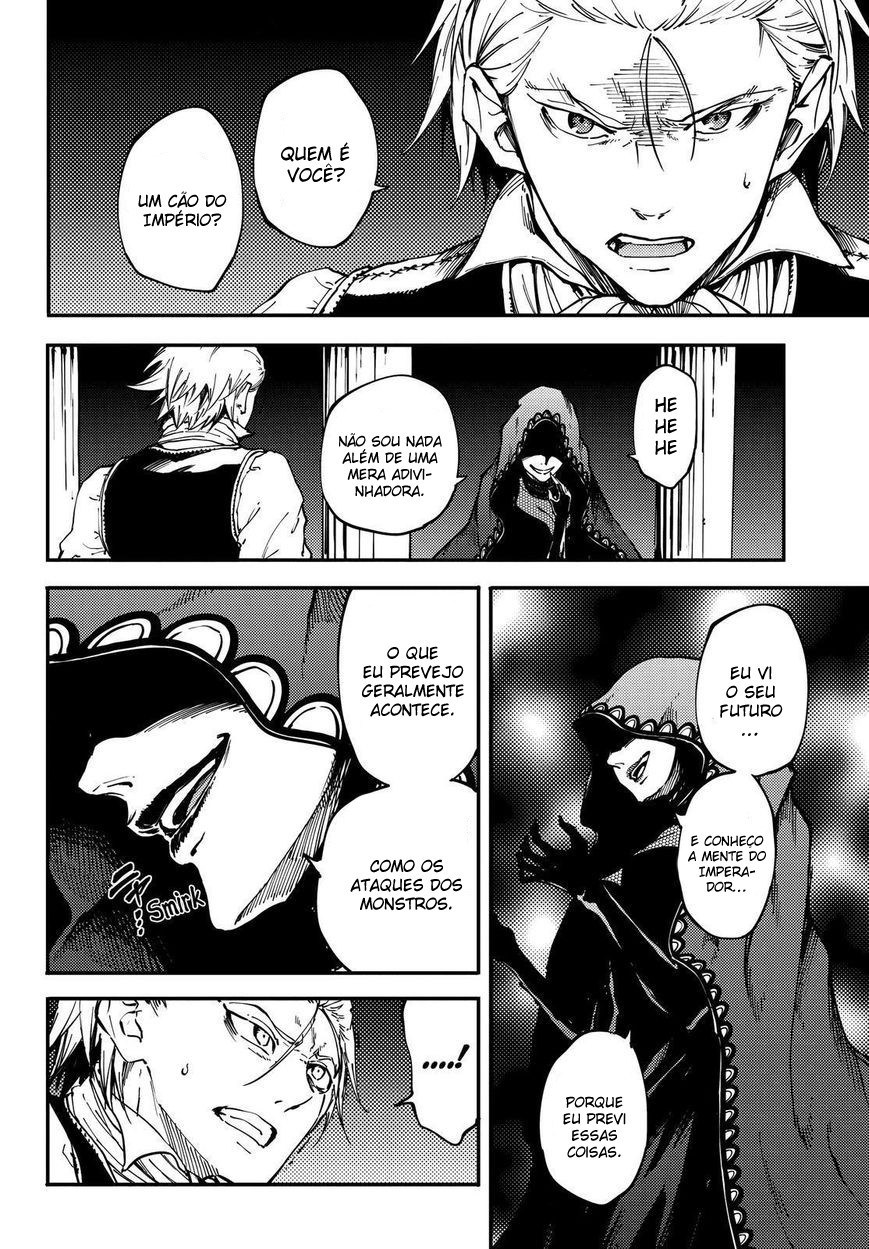 QUEM É
VOCÊ?
UM CÃO DO
IMPÉRIO?
HE
HE
HE
NÃO SOU NADA
ALÉM DE UMA
MERA ADIVI-
NHADORA.
EU VI
O SEU
FUTURO
...
E CONHEÇO
A MENTE DO
IMPERA-
DOR...
PORQUE
EU PREVI
ESSAS
COISAS.
O QUE
EU PREVEJO
GERALMENTE
ACONTECE.
COMO OS
ATAQUES DOS
MONSTROS.
Smirk
.....!